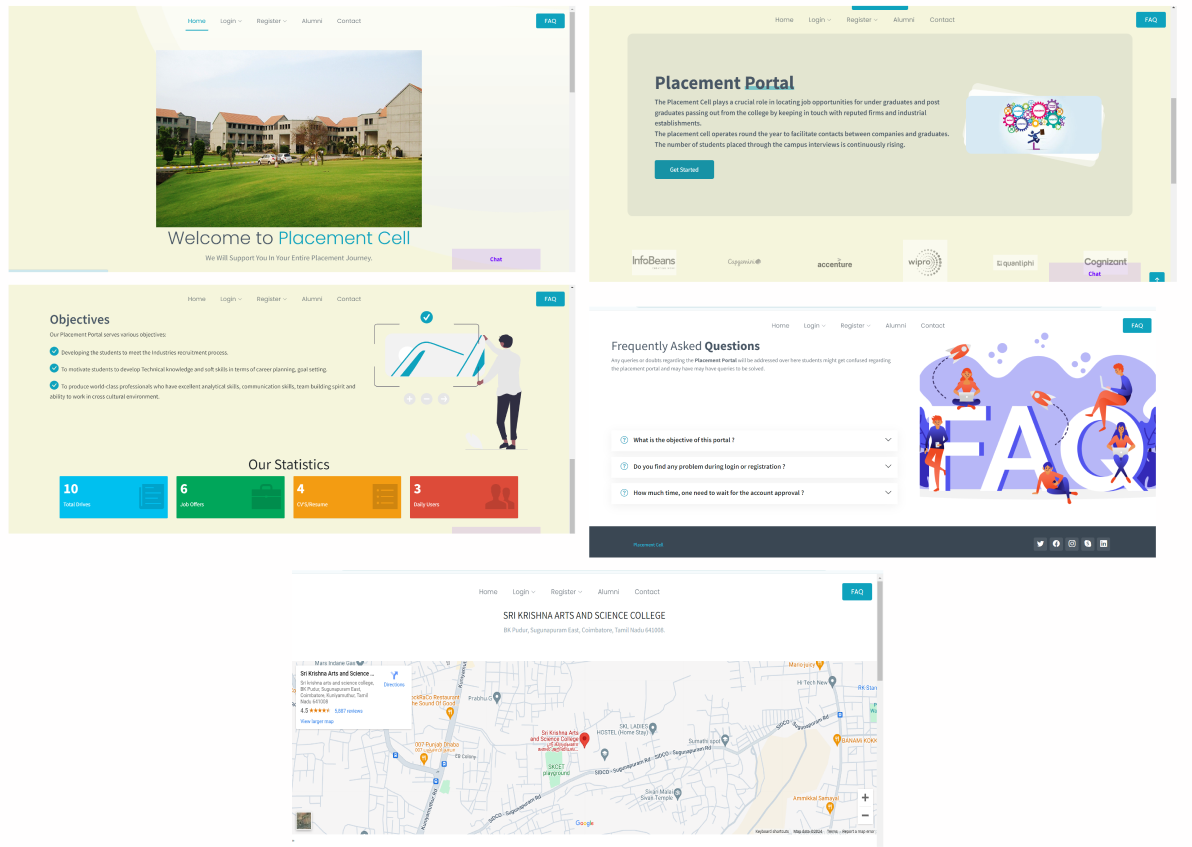 Home Login Register Alumni Contact FAQ
Welcome to Placement Cell
We Will Support You In Your Entire Placement Journey.
Chat
Home Login Register Alumni Contact FAQ
Placement Portal
The Placement Cell plays a crucial role in locating job opportunities for under graduates and post
graduates passing out from the college by keeping in touch with reputed firms and industrial
establishments.
The placement cell operates round the year to facilitate contacts between companies and graduates.
The number of students placed through the campus interviews is continuously rising.
Get Started
InfoBeans Capgemini accenture wipro quantiphi Cognizant
Chat
Home Login Register Alumni Contact FAQ
Objectives
Our Placement Portal serves various objectives:
Developing the students to meet the Industries recruitment process.
To motivate students to develop Technical knowledge and soft skills in terms of career planning, goal setting.
To produce world-class professionals who have excellent analytical skills, communication skills, team building spirit and
ability to work in cross cultural environment.
Our Statistics
10 6 4 3
Total Drives Job Offers CV'S/Resume Daily Users
Home Login Register Alumni Contact FAQ
Frequently Asked Questions
Any queries or doubts regarding the Placement Portal will be addressed over here students might get confused regarding
the placement portal and may have may have queries to be solved.
What is the objective of this portal ?
Do you find any problem during login or registration ?
How much time, one need to wait for the account approval ?
FAQ
Placement Cell
Home Login Register Alumni Contact FAQ
SRI KRISHNA ARTS AND SCIENCE COLLEGE
BK Pudur, Sugunapuram East, Coimbatore, Tamil Nadu 641008.
Sri Krishna Arts and Science ...
Sri krishna arts and science college,
BK Pudur, Sugunapuram East,
Coimbatore, Kuniyamuthur, Tamil
Nadu 641008
Directions
4.5 5,887 reviews
View larger map
Mano juicy
Hi Tech New
Prabhu G
The Sound Of Good
SKL LADIES
HOSTEL (Home Stay)
Sri Krishna Arts
and Science College
Sumathi spot
BANAMI KOKK
007-Punjab Dhaba
EB Colony
SKCET
playground
SIDCO - Sugunapuram Rd
Sivan Malai
Sivan Temple
Ammikkal Samayal
Kuniyamuthur Rd
Google
Keyboard shortcuts Map data ©2024 Terms Report a map error